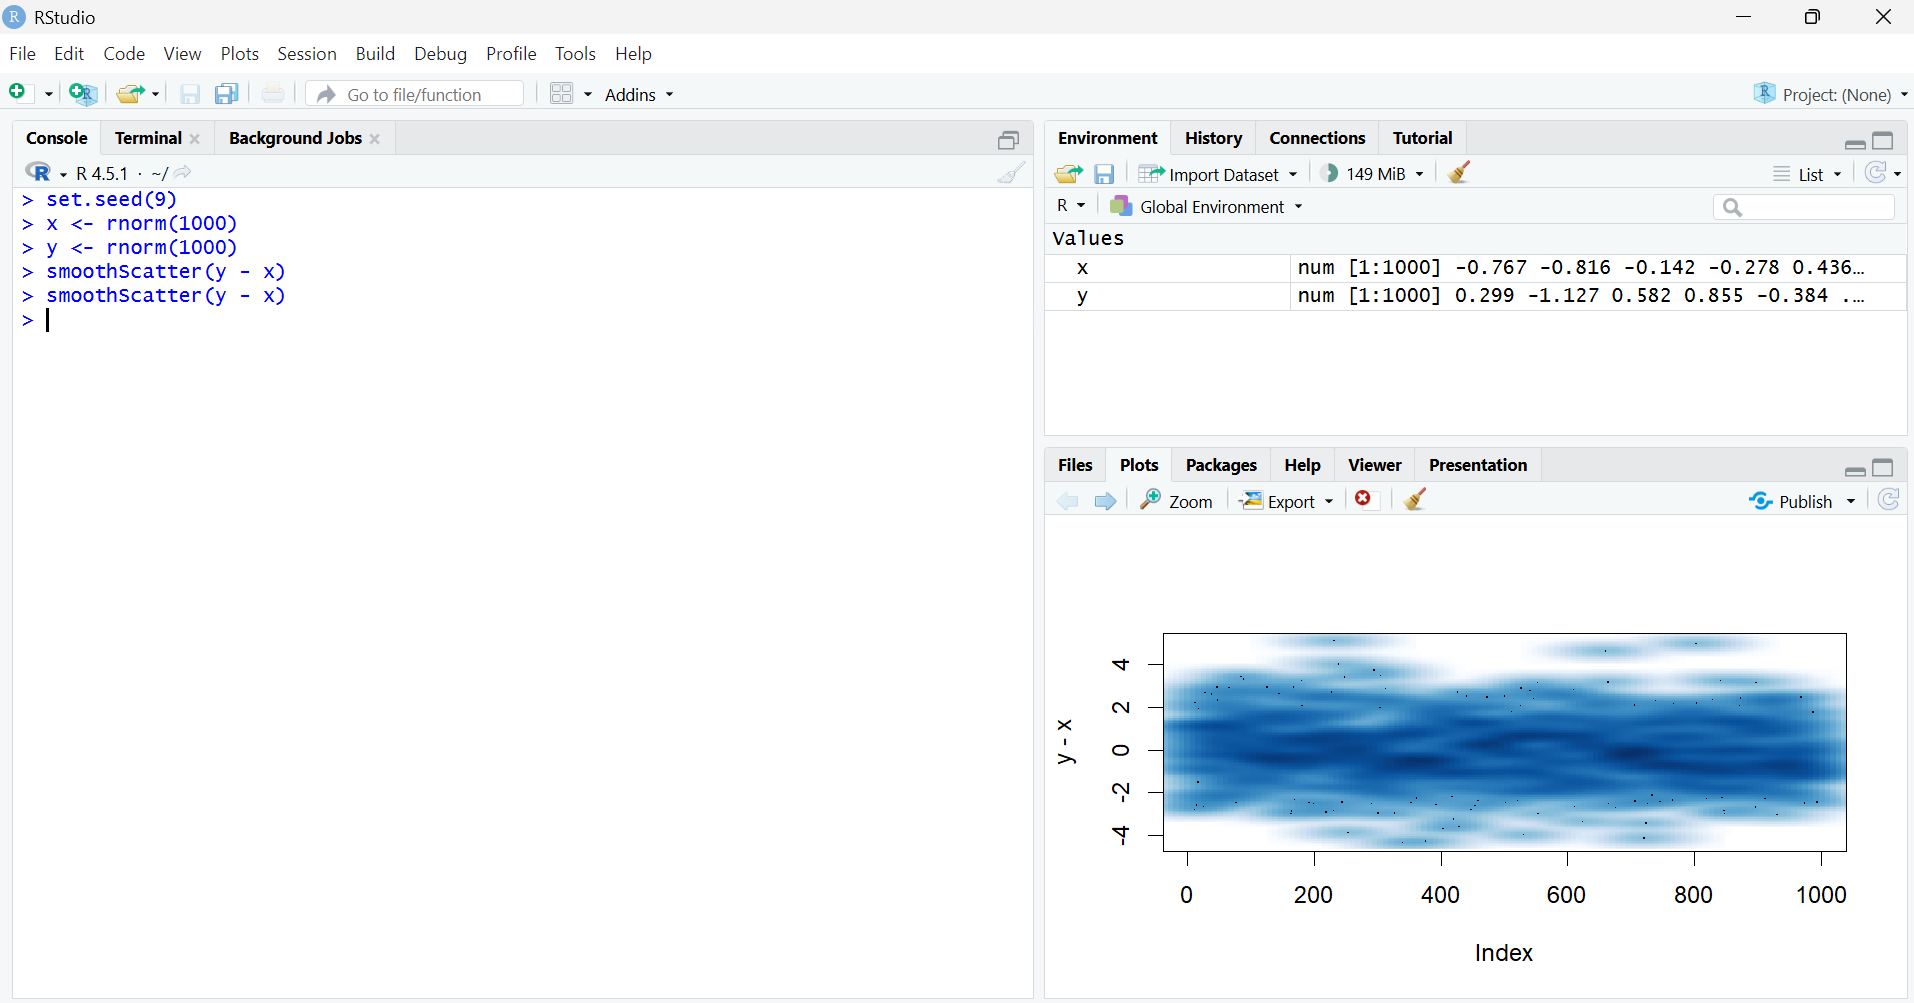 RStudio
File Edit Code View Plots Session Build Debug Profile Tools Help
Go to file/function Addins Project: (None)
Console Terminal Background Jobs
R 4.5.1 · ~/
> set.seed(9)
> x <- rnorm(1000)
> y <- rnorm(1000)
> smoothScatter(y - x)
> smoothScatter(y - x)
>
Environment History Connections Tutorial
Import Dataset 149 MiB List
R Global Environment
Values
x num [1:1000] -0.767 -0.816 -0.142 -0.278 0.436…
y num [1:1000] 0.299 -1.127 0.582 0.855 -0.384 .…
Files Plots Packages Help Viewer Presentation
Zoom Export Publish
y - x
4
2
0
-2
-4
0 200 400 600 800 1000
Index